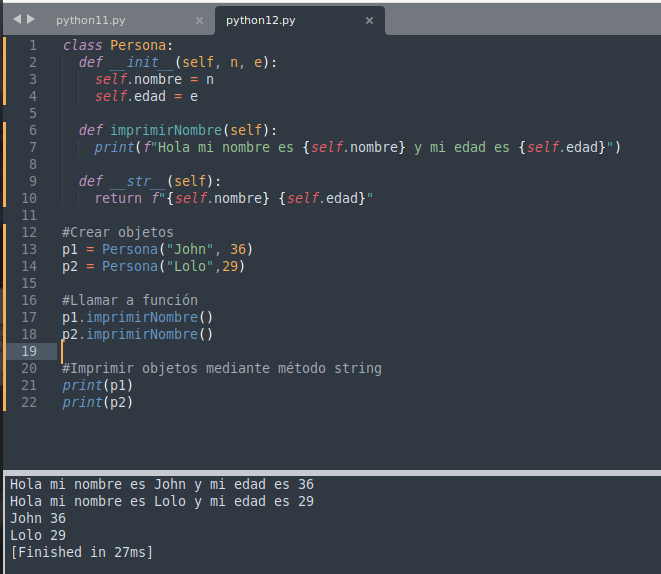 python11.py × python12.py ×
1 class Persona:
2 def __init__(self, n, e):
3 self.nombre = n
4 self.edad = e
5
6 def imprimirNombre(self):
7 print(f"Hola mi nombre es {self.nombre} y mi edad es {self.edad}")
8
9 def __str__(self):
10 return f"{self.nombre} {self.edad}"
11
12 #Crear objetos
13 p1 = Persona("John", 36)
14 p2 = Persona("Lolo",29)
15
16 #Llamar a función
17 p1.imprimirNombre()
18 p2.imprimirNombre()
19
20 #Imprimir objetos mediante método string
21 print(p1)
22 print(p2)
Hola mi nombre es John y mi edad es 36
Hola mi nombre es Lolo y mi edad es 29
John 36
Lolo 29
[Finished in 27ms]